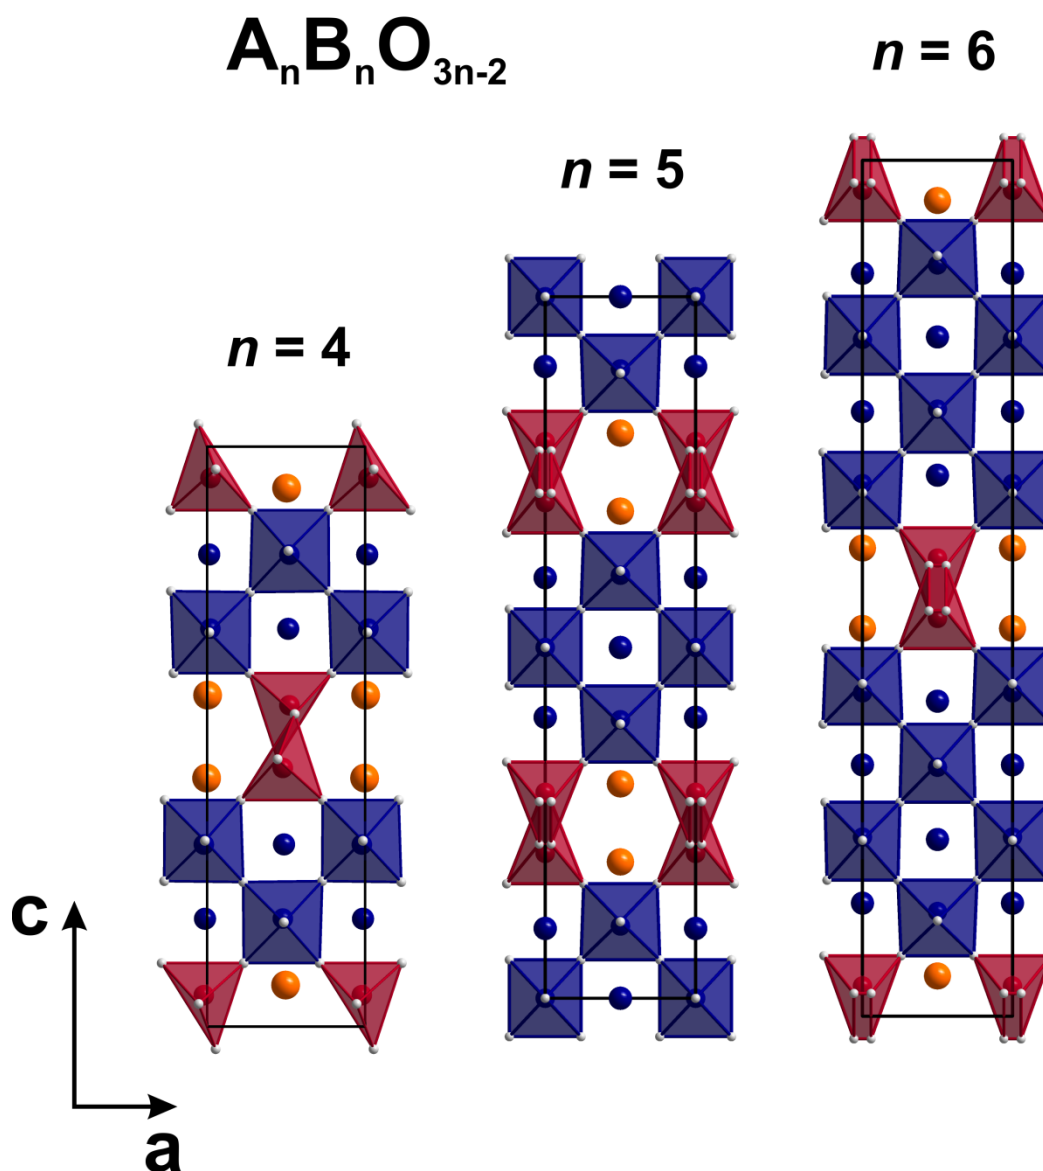 AₙBₙO₃ₙ₋₂
n = 6
n = 5
n = 4
c
a